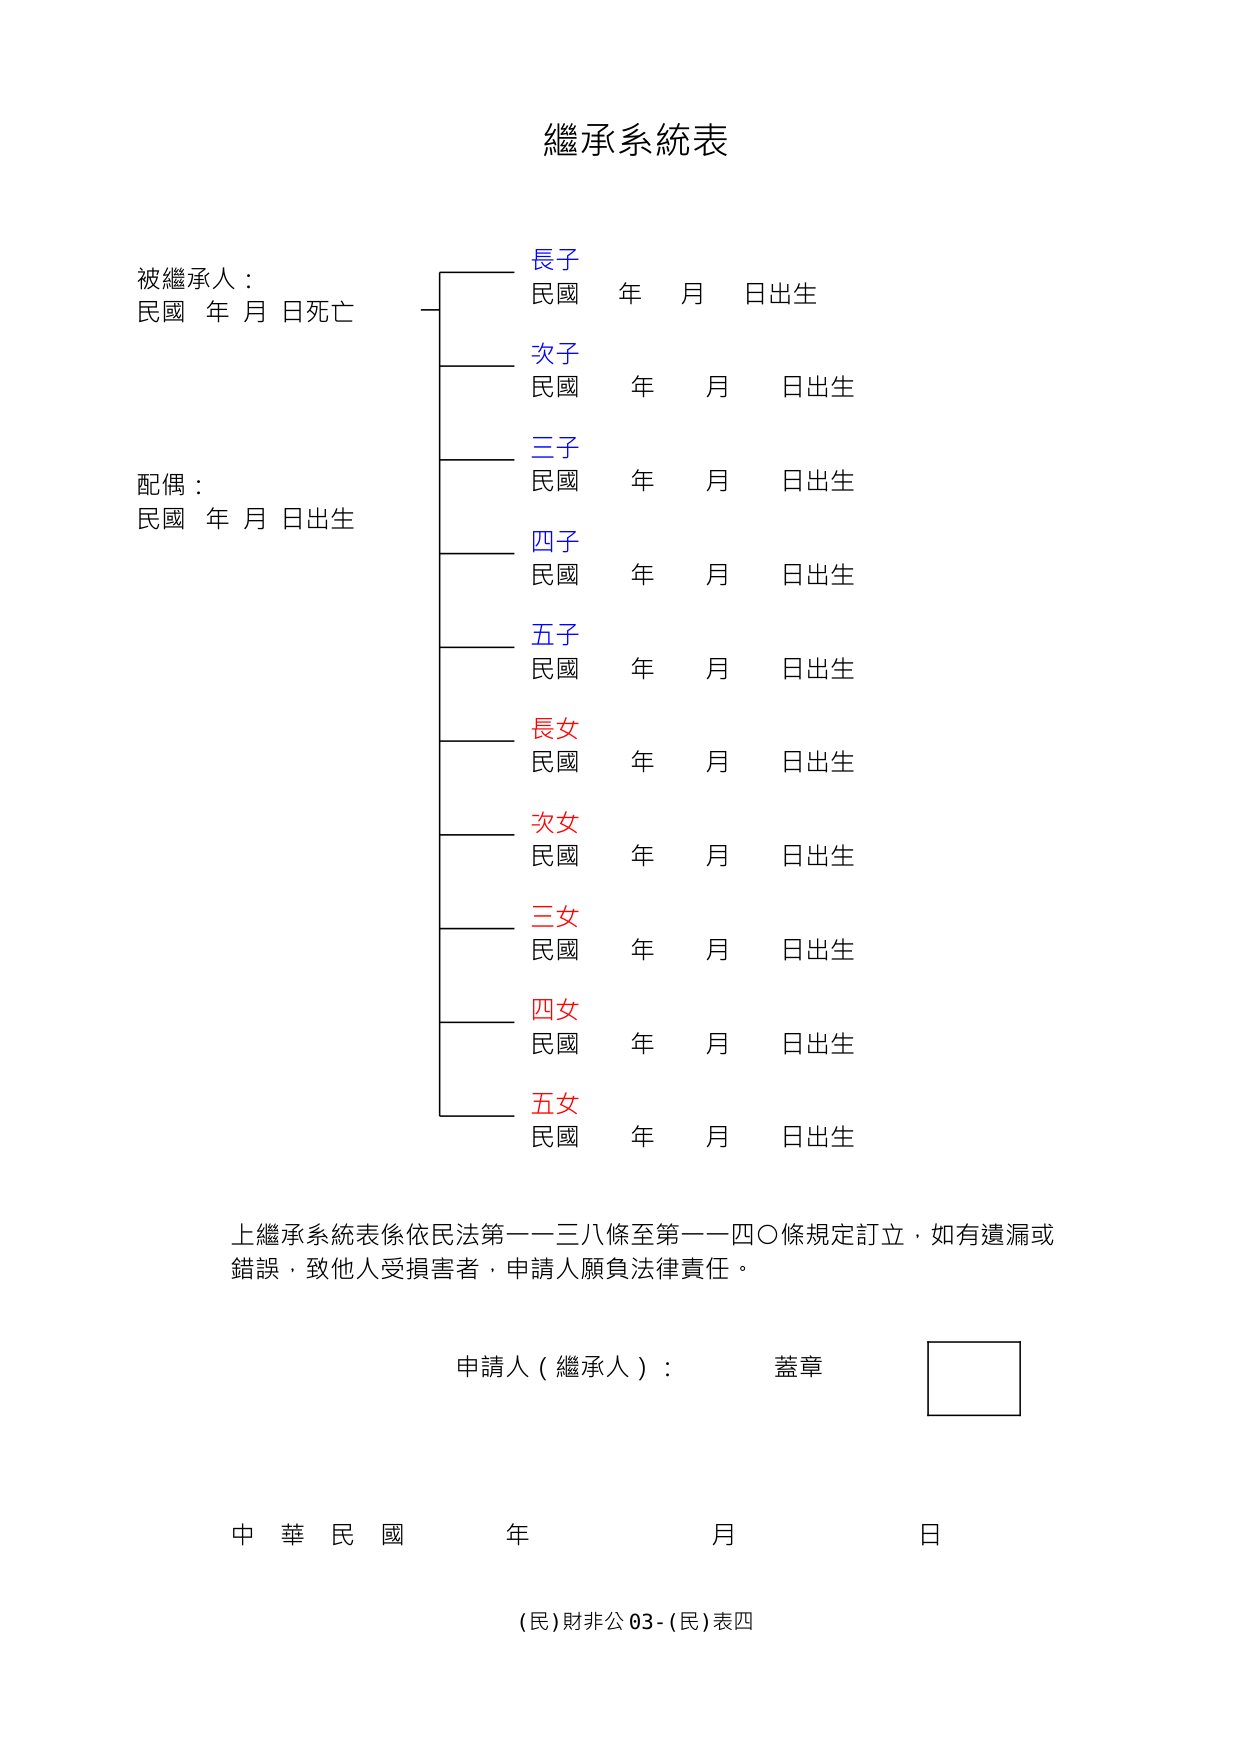 繼承系統表
被繼承人：
民國 年 月 日死亡
配偶：
民國 年 月 日出生
長子
民國 年 月 日出生
次子
民國 年 月 日出生
三子
民國 年 月 日出生
四子
民國 年 月 日出生
五子
民國 年 月 日出生
長女
民國 年 月 日出生
次女
民國 年 月 日出生
三女
民國 年 月 日出生
四女
民國 年 月 日出生
五女
民國 年 月 日出生
上繼承系統表係依民法第一一三八條至第一一四〇條規定訂立，如有遺漏或
錯誤，致他人受損害者，申請人願負法律責任。
申請人(繼承人)： 蓋章
中 華 民 國 年 月 日
(民)財非公03-(民)表四